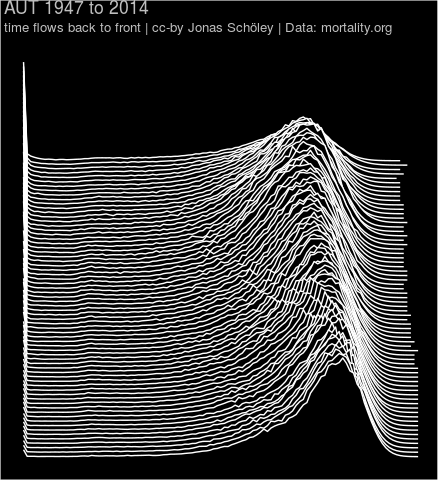 AUT 1947 to 2014
time flows back to front | cc-by Jonas Schöley | Data: mortality.org